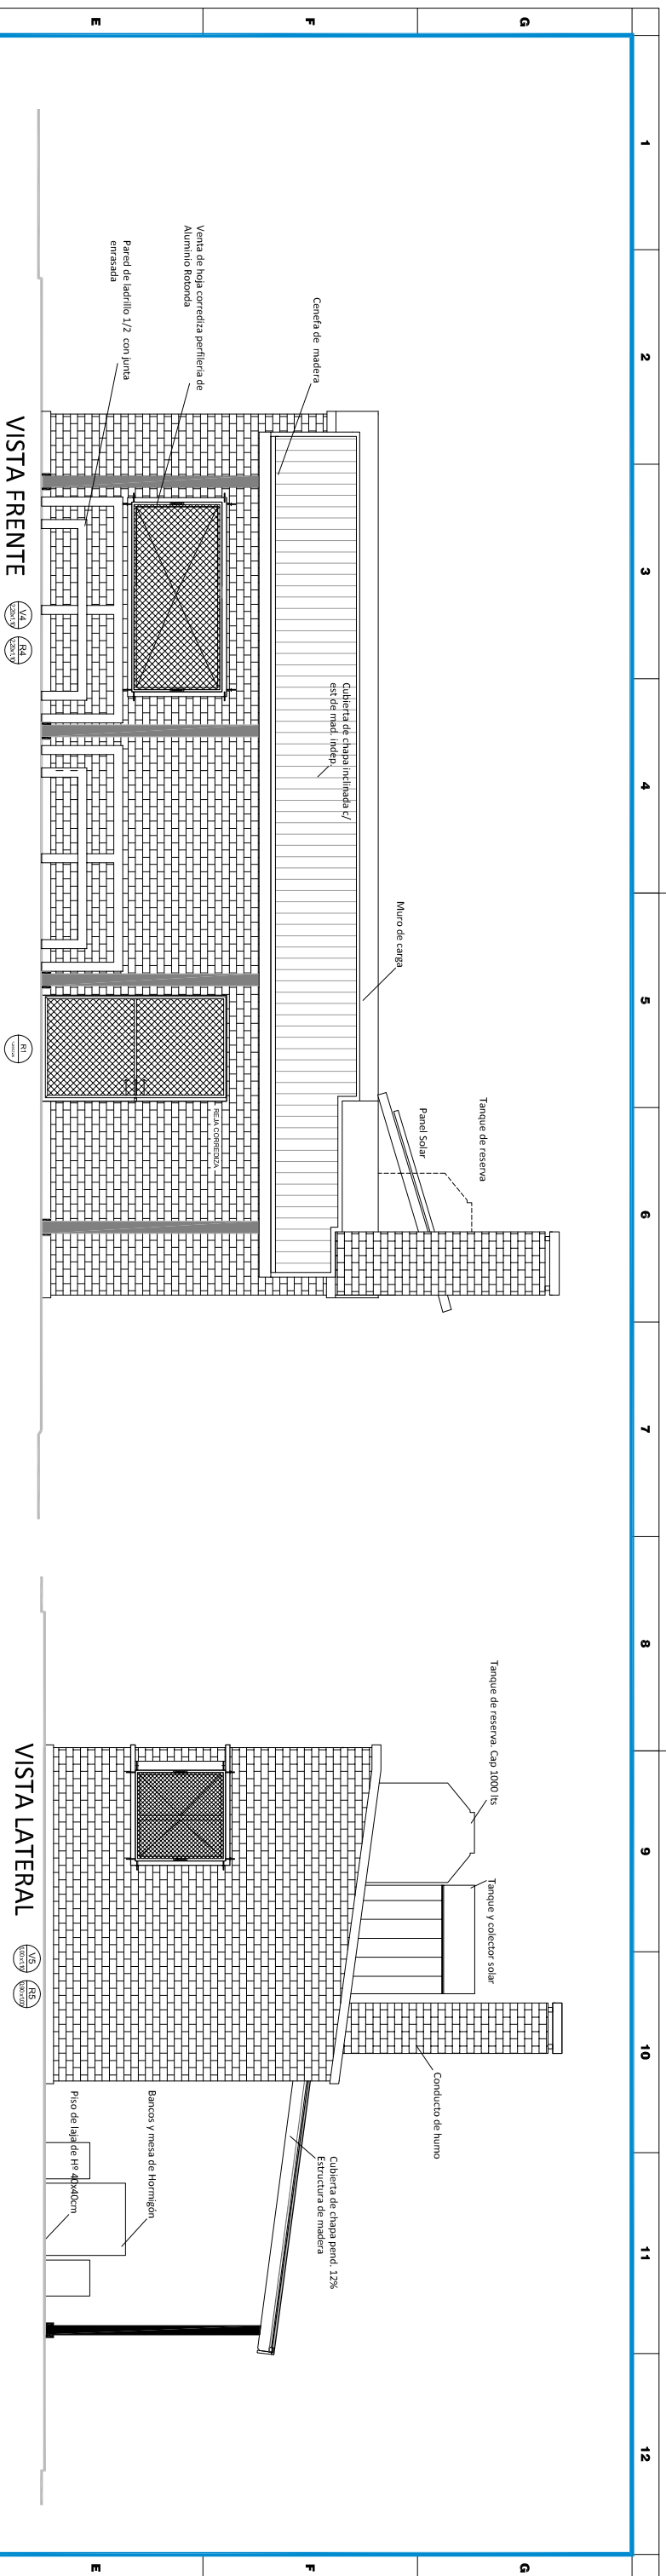 1
2
3
4
5
6
7
8
9
10
11
12
G
F
E
G
F
E
Tanque de reserva
Panel Solar
Muro de carga
Cubierta de chapa inclinada c/
est de mad. indep.
Cenefa de  madera
Venta de hoja corrediza perfileria de
Aluminio Rotonda
Pared de ladrillo 1/2  con junta
enrasada
REJA CORREDIZA
VISTA FRENTE
V4
R4
R1
Tanque de reserva. Cap 1000 lts
Tanque y colector solar
Conducto de humo
Cubierta de chapa pend. 12%
Estructura de madera
Bancos y mesa de Hormigón
Piso de laja de Hº 40x40cm
VISTA LATERAL
V5
R5